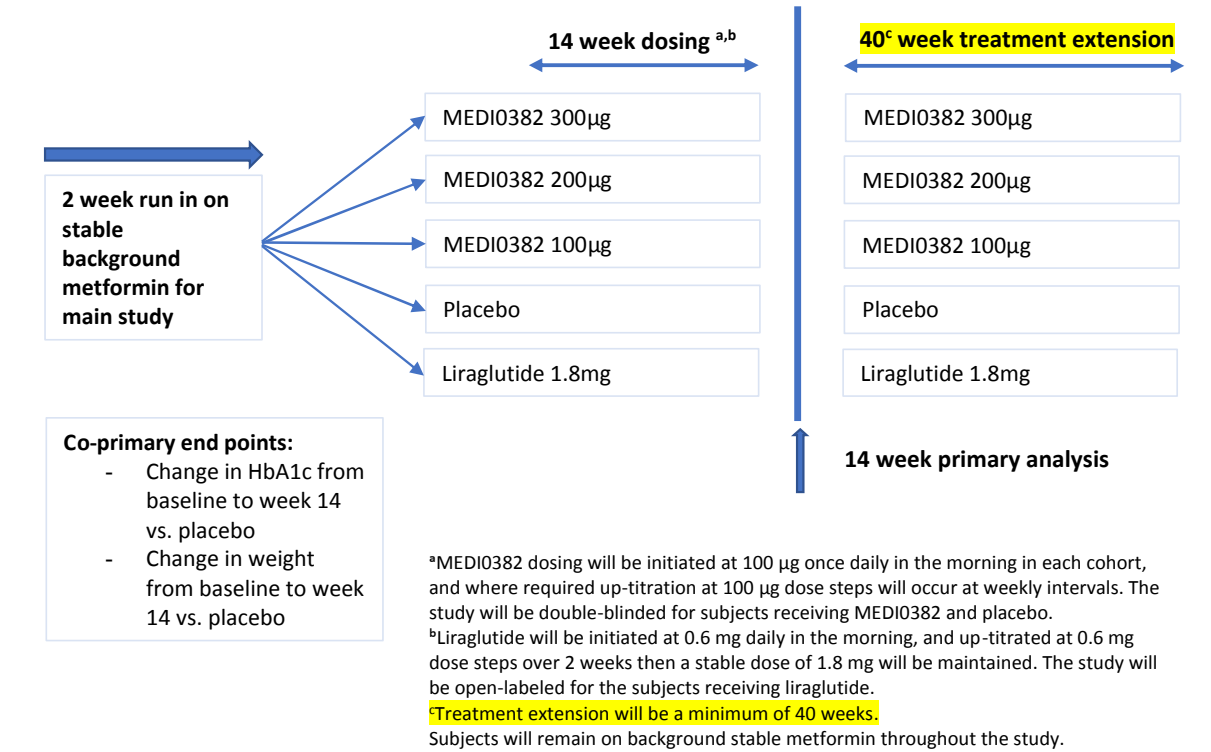 14 week dosing ᵃ,ᵇ
40ᶜ week treatment extension
2 week run in on
stable
background
metformin for
main study
MEDI0382 300µg
MEDI0382 200µg
MEDI0382 100µg
Placebo
Liraglutide 1.8mg
MEDI0382 300µg
MEDI0382 200µg
MEDI0382 100µg
Placebo
Liraglutide 1.8mg
14 week primary analysis
Co-primary end points:
- Change in HbA1c from
baseline to week 14
vs. placebo
- Change in weight
from baseline to week
14 vs. placebo
ᵃMEDI0382 dosing will be initiated at 100 µg once daily in the morning in each cohort,
and where required up-titration at 100 µg dose steps will occur at weekly intervals. The
study will be double-blinded for subjects receiving MEDI0382 and placebo.
ᵇLiraglutide will be initiated at 0.6 mg daily in the morning, and up-titrated at 0.6 mg
dose steps over 2 weeks then a stable dose of 1.8 mg will be maintained. The study will
be open-labeled for the subjects receiving liraglutide.
ᶜTreatment extension will be a minimum of 40 weeks.
Subjects will remain on background stable metformin throughout the study.